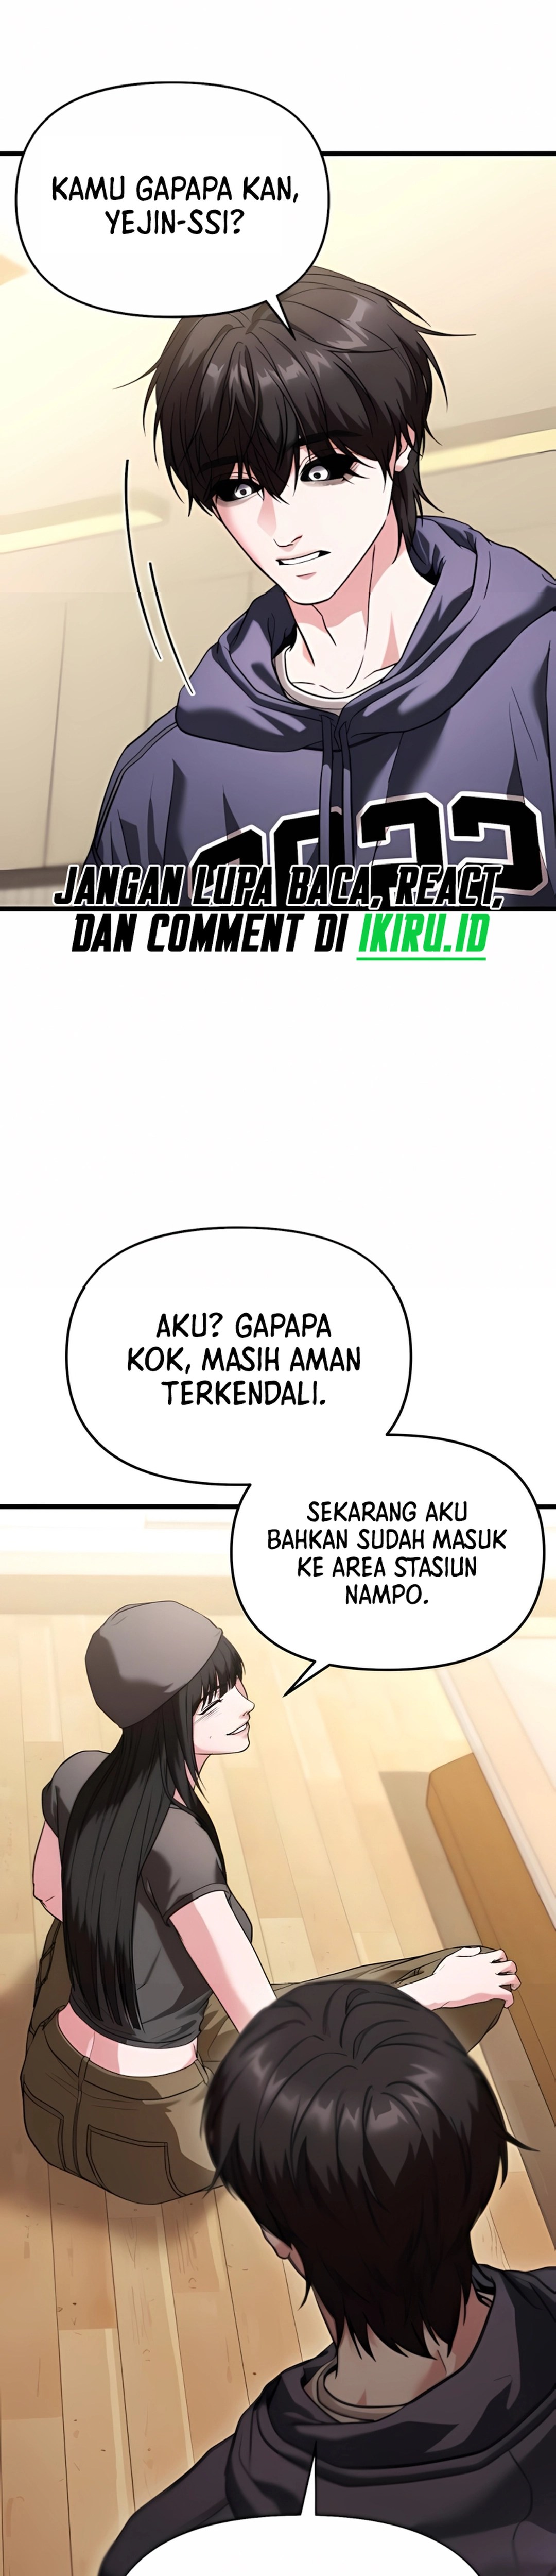 KAMU GAPAPA KAN,
YEJIN-SSI?
JANGAN LUPA BACA, REACT,
DAN COMMENT DI IKIRU.ID
AKU? GAPAPA
KOK, MASIH AMAN
TERKENDALI.
SEKARANG AKU
BAHKAN SUDAH MASUK
KE AREA STASIUN
NAMPO.